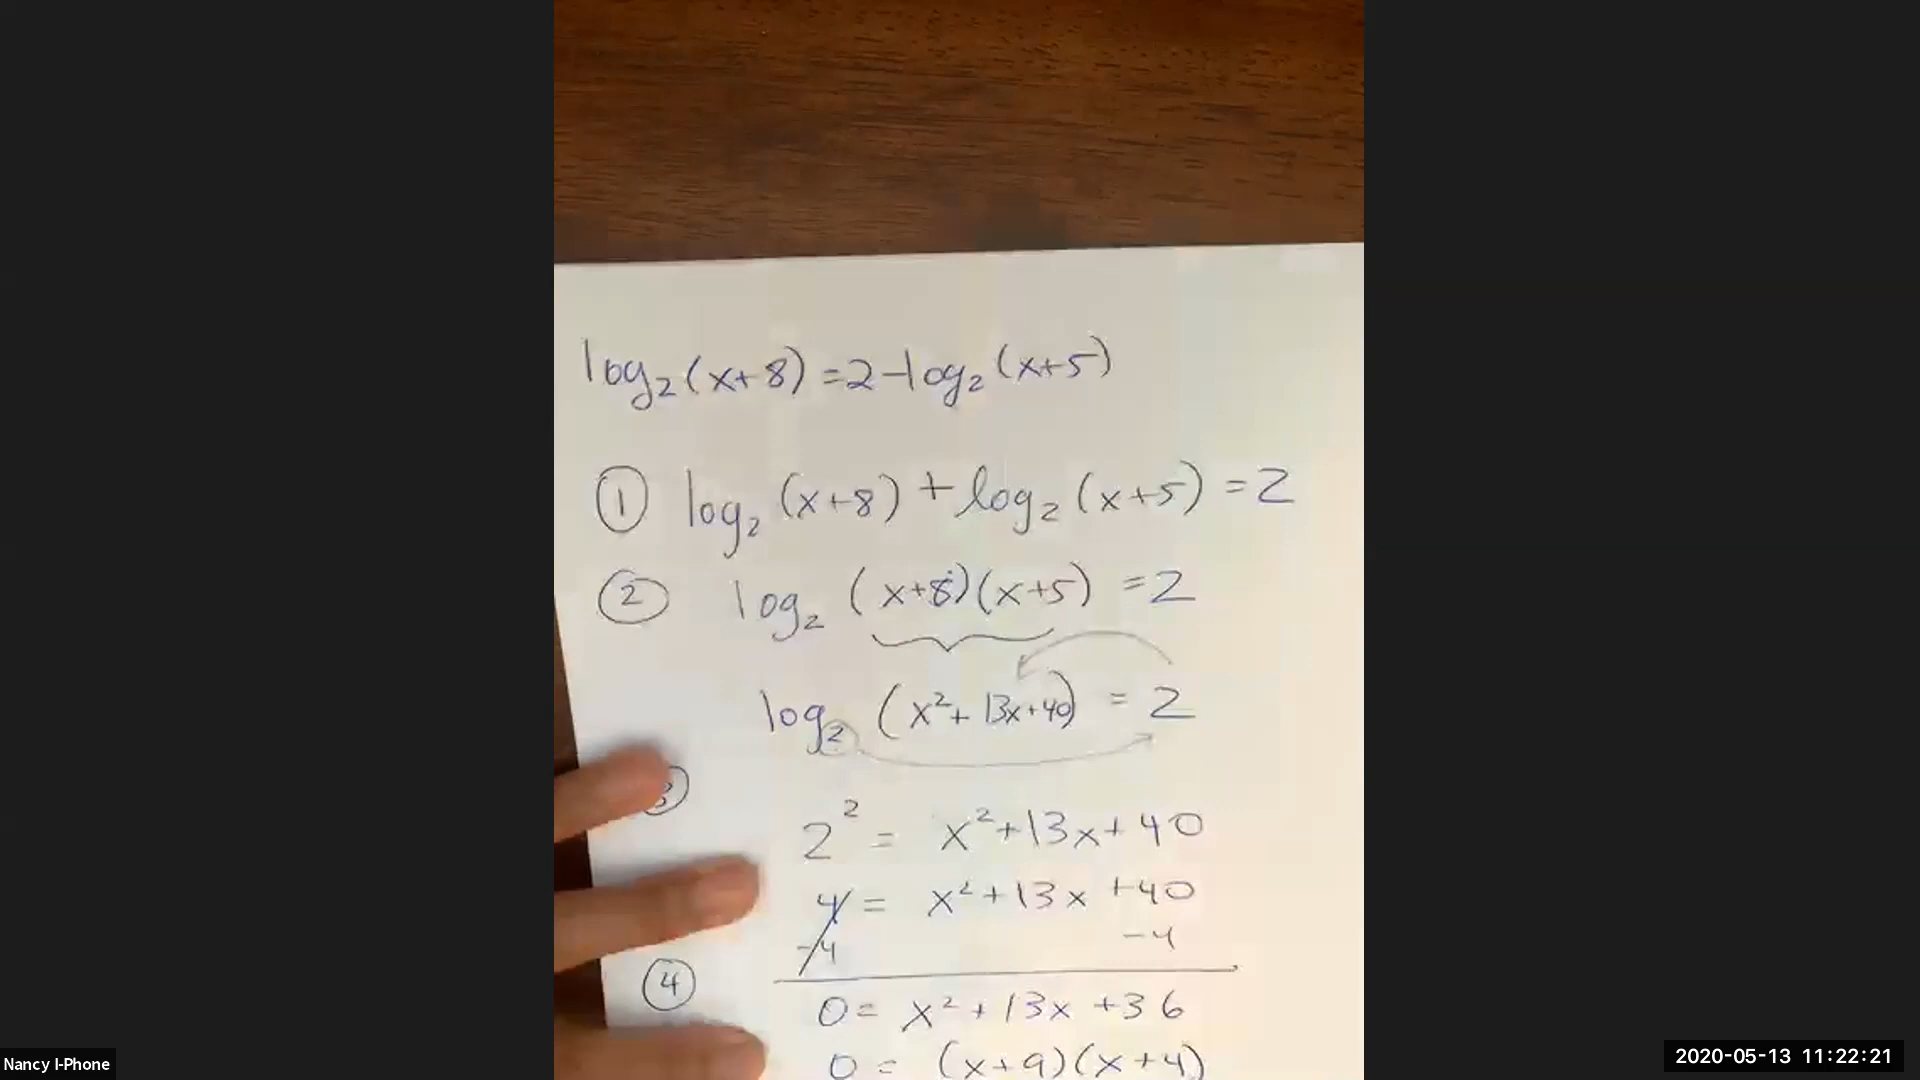 log₂(x+8)=2-log₂(x+5)
① log₂(x+8)+log₂(x+5)=2
② log₂(x+8)(x+5)=2
log₂(x²+13x+40)=2
③
2²=x²+13x+40
4=x²+13x+40
-4 -4
④
0=x²+13x+36
0=(x+9)(x+4)
Nancy I-Phone
2020-05-13 11:22:21